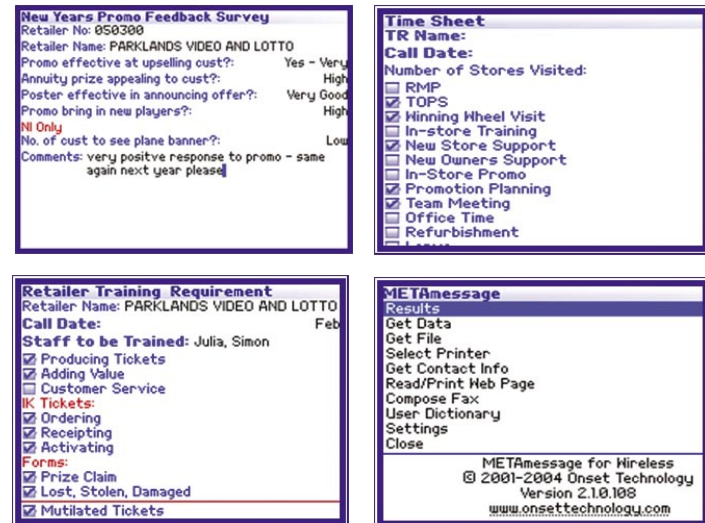 New Years Promo Feedback Survey
Retailer No: 050300
Retailer Name: PARKLANDS VIDEO AND LOTTO
Promo effective at upselling cust?: Yes - Very
Annuity prize appealing to cust?: High
Poster effective in announcing offer?: Very Good
Promo bring in new players?: High
NI Only
No. of cust to see plane banner?: Low
Comments: very positve response to promo - same
again next year please
Time Sheet
TR Name:
Call Date:
Number of Stores Visited:
RMP
TOPS
Winning Wheel Visit
In-store Training
New Store Support
New Owners Support
In-Store Promo
Promotion Planning
Team Meeting
Office Time
Refurbishment
Retailer Training Requirement
Retailer Name: PARKLANDS VIDEO AND LOTTO
Call Date: Feb
Staff to be Trained: Julia, Simon
Producing Tickets
Adding Value
Customer Service
IK Tickets:
Ordering
Receipting
Activating
Forms:
Prize Claim
Lost, Stolen, Damaged
Mutilated Tickets
METAmessage
Results
Get Data
Get File
Select Printer
Get Contact Info
Read/Print Web Page
Compose Fax
User Dictionary
Settings
Close
METAmessage for Wireless
© 2001-2004 Onset Technology
Version 2.1.0.108
www.onsettechnology.com